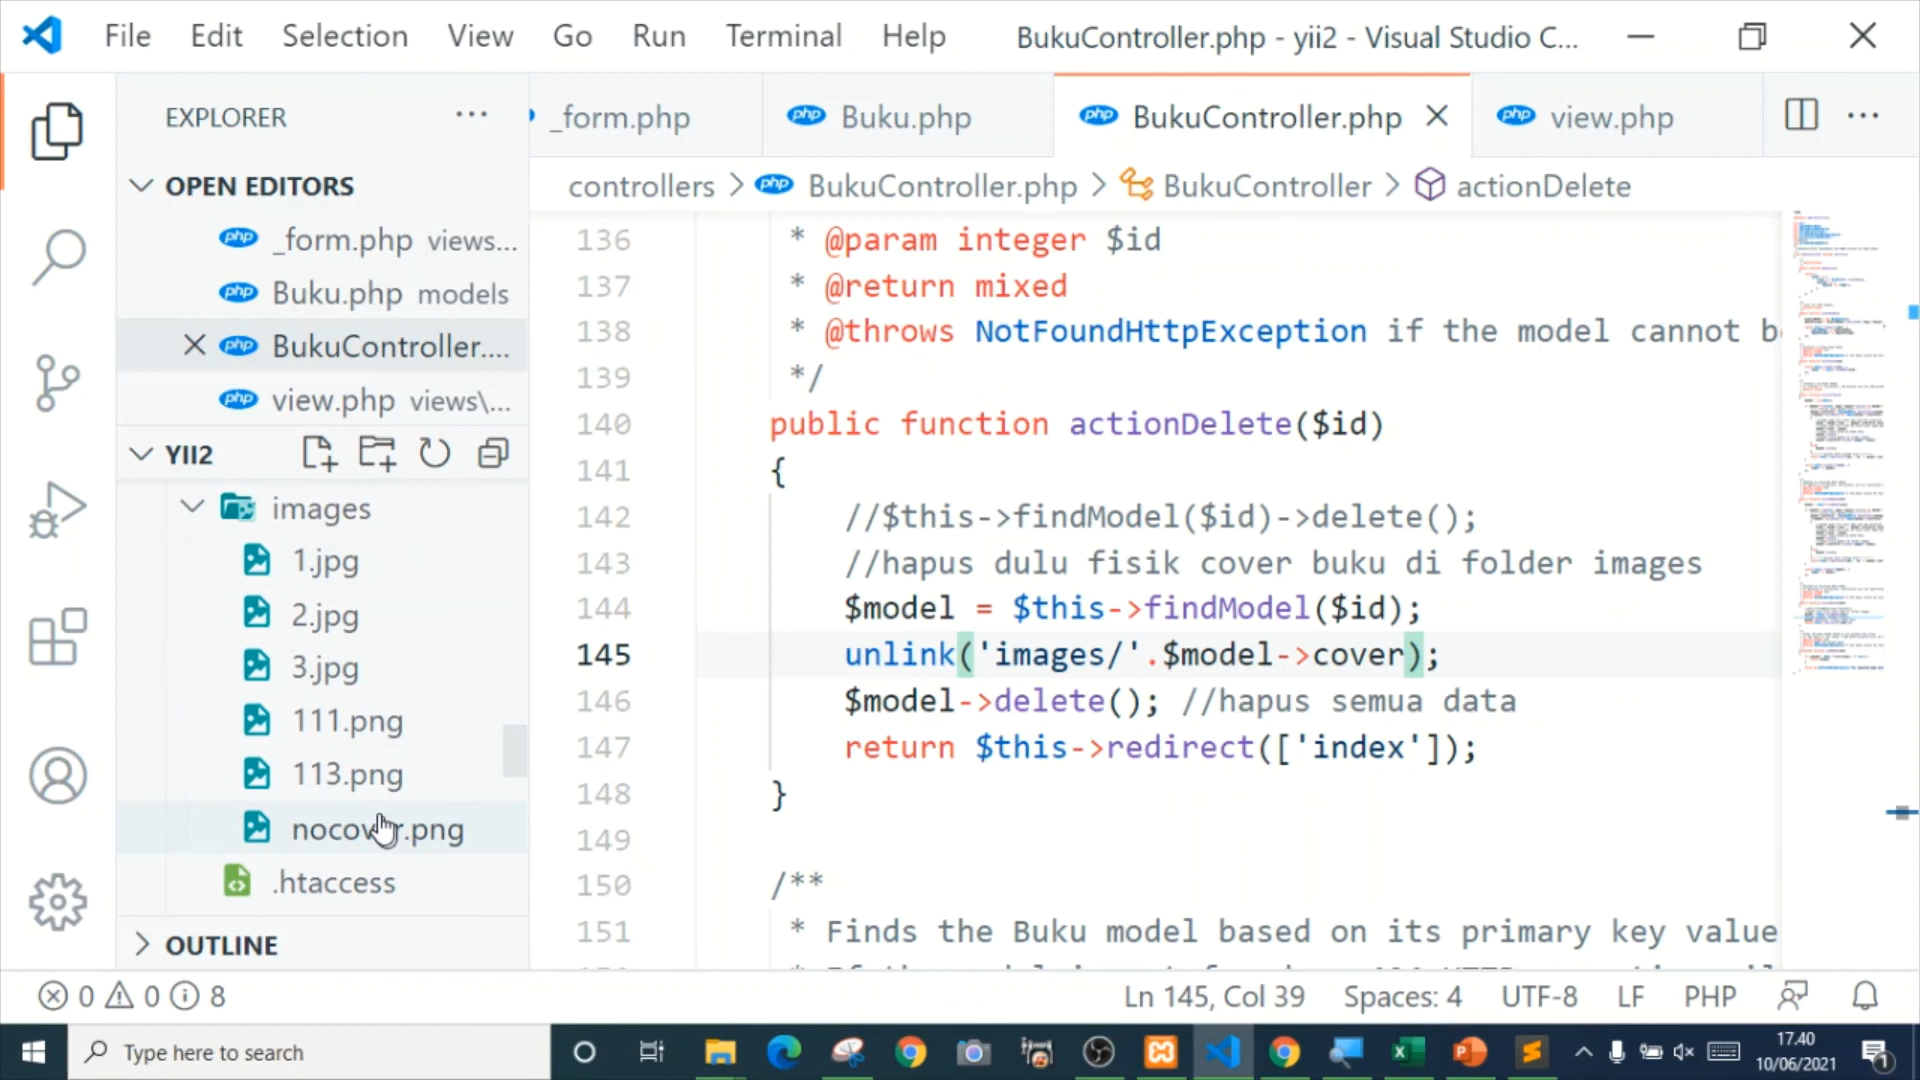 File Edit Selection View Go Run Terminal Help BukuController.php - yii2 - Visual Studio C...
EXPLORER
_form.php Buku.php BukuController.php view.php
OPEN EDITORS
controllers > BukuController.php > BukuController > actionDelete
_form.php views...
Buku.php models
BukuController....
view.php views\...
YII2
images
1.jpg
2.jpg
3.jpg
111.png
113.png
nocover.png
.htaccess
OUTLINE
136 * @param integer $id
137 * @return mixed
138 * @throws NotFoundHttpException if the model cannot b
139 */
140 public function actionDelete($id)
141 {
142 //$this->findModel($id)->delete();
143 //hapus dulu fisik cover buku di folder images
144 $model = $this->findModel($id);
145 unlink('images/'.$model->cover);
146 $model->delete(); //hapus semua data
147 return $this->redirect(['index']);
148 }
149
150 /**
151 * Finds the Buku model based on its primary key value
0 0 8 Ln 145, Col 39 Spaces: 4 UTF-8 LF PHP
Type here to search
17.40
10/06/2021
1